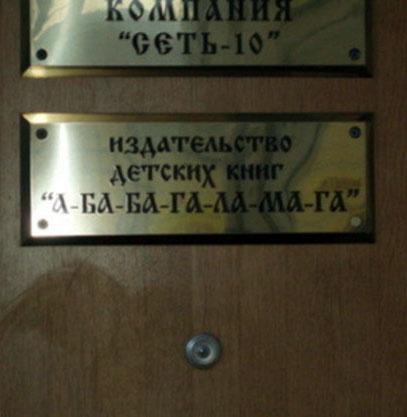 КОМПАНИЯ
"СЕТЬ-10"
ИЗДАТЕЛЬСТВО
ДЕТСКИХ КНИГ
"А-БА-БА-ГА-ЛА-МА-ГА"